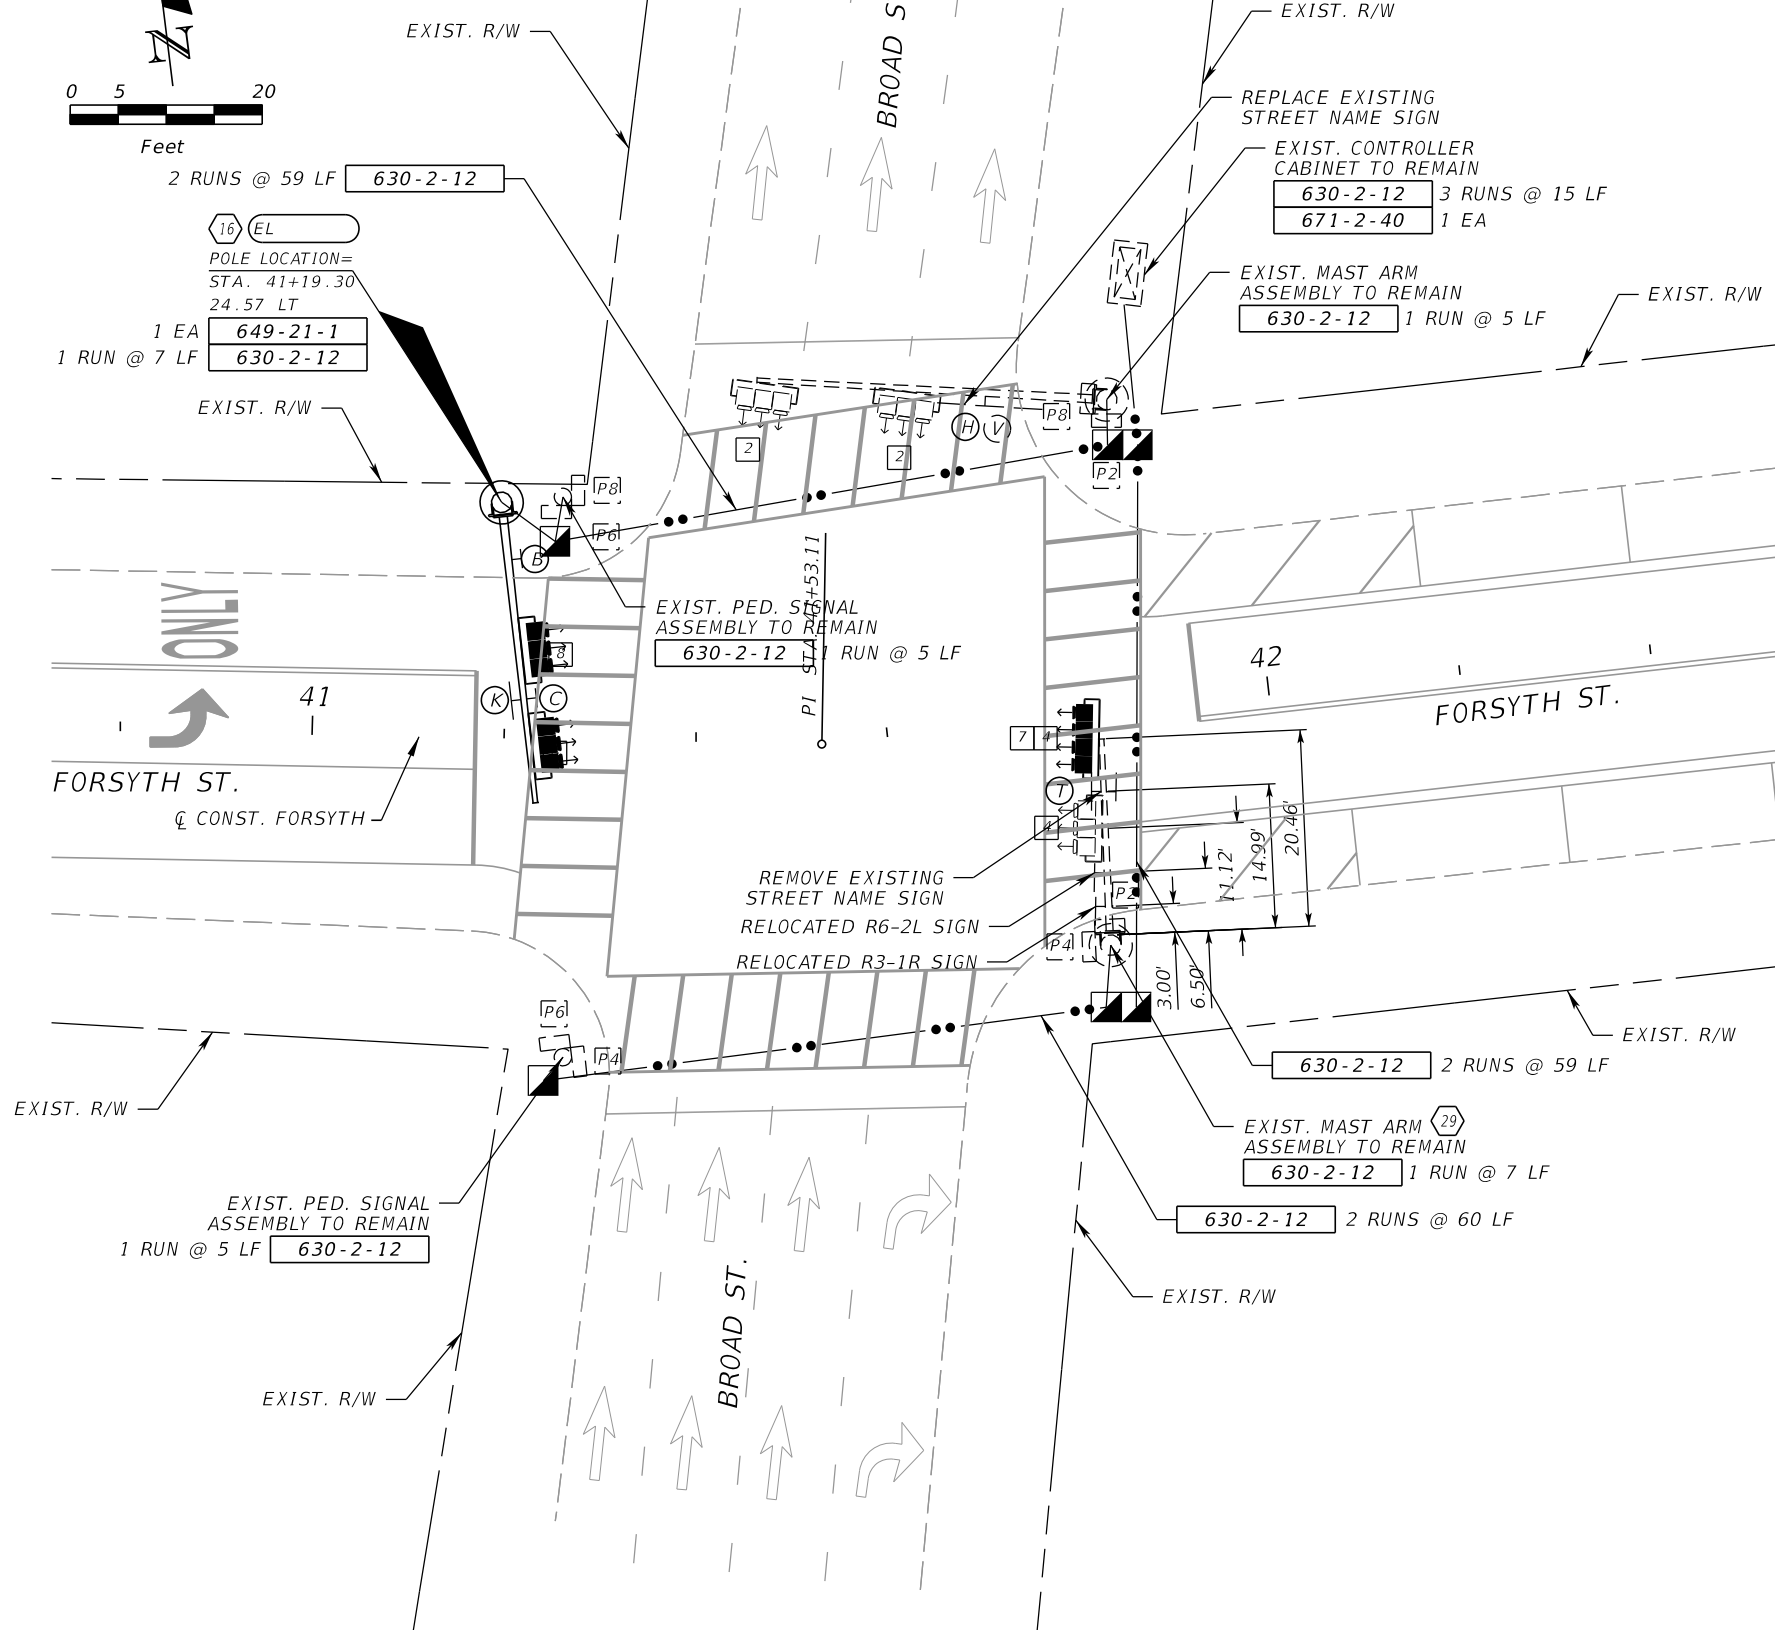 EXIST. R/W
BROAD S
EXIST. R/W
N
0 5 20
Feet
REPLACE EXISTING
STREET NAME SIGN
EXIST. CONTROLLER
CABINET TO REMAIN
630-2-12 3 RUNS @ 15 LF
671-2-40 1 EA
2 RUNS @ 59 LF 630-2-12
16 EL
POLE LOCATION=
STA. 41+19.30
24.57 LT
1 EA 649-21-1
1 RUN @ 7 LF 630-2-12
EXIST. MAST ARM
ASSEMBLY TO REMAIN
630-2-12 1 RUN @ 5 LF
EXIST. R/W
EXIST. R/W
P8
H V
2
2
P2
P8
P6
B
PI STA. 41+53.11
EXIST. PED. SIGNAL
ASSEMBLY TO REMAIN
630-2-12 1 RUN @ 5 LF
ONLY
8
41
K C
42
FORSYTH ST.
7 4
FORSYTH ST.
℄ CONST. FORSYTH
T
4
20.46'
14.99'
11.12'
REMOVE EXISTING
STREET NAME SIGN
P2
RELOCATED R6-2L SIGN
P4
RELOCATED R3-1R SIGN
3.00'
6.50'
P6
P4
EXIST. R/W
630-2-12 2 RUNS @ 59 LF
EXIST. R/W
EXIST. MAST ARM 29
ASSEMBLY TO REMAIN
630-2-12 1 RUN @ 7 LF
EXIST. PED. SIGNAL
ASSEMBLY TO REMAIN
1 RUN @ 5 LF 630-2-12
630-2-12 2 RUNS @ 60 LF
BROAD ST.
EXIST. R/W
EXIST. R/W